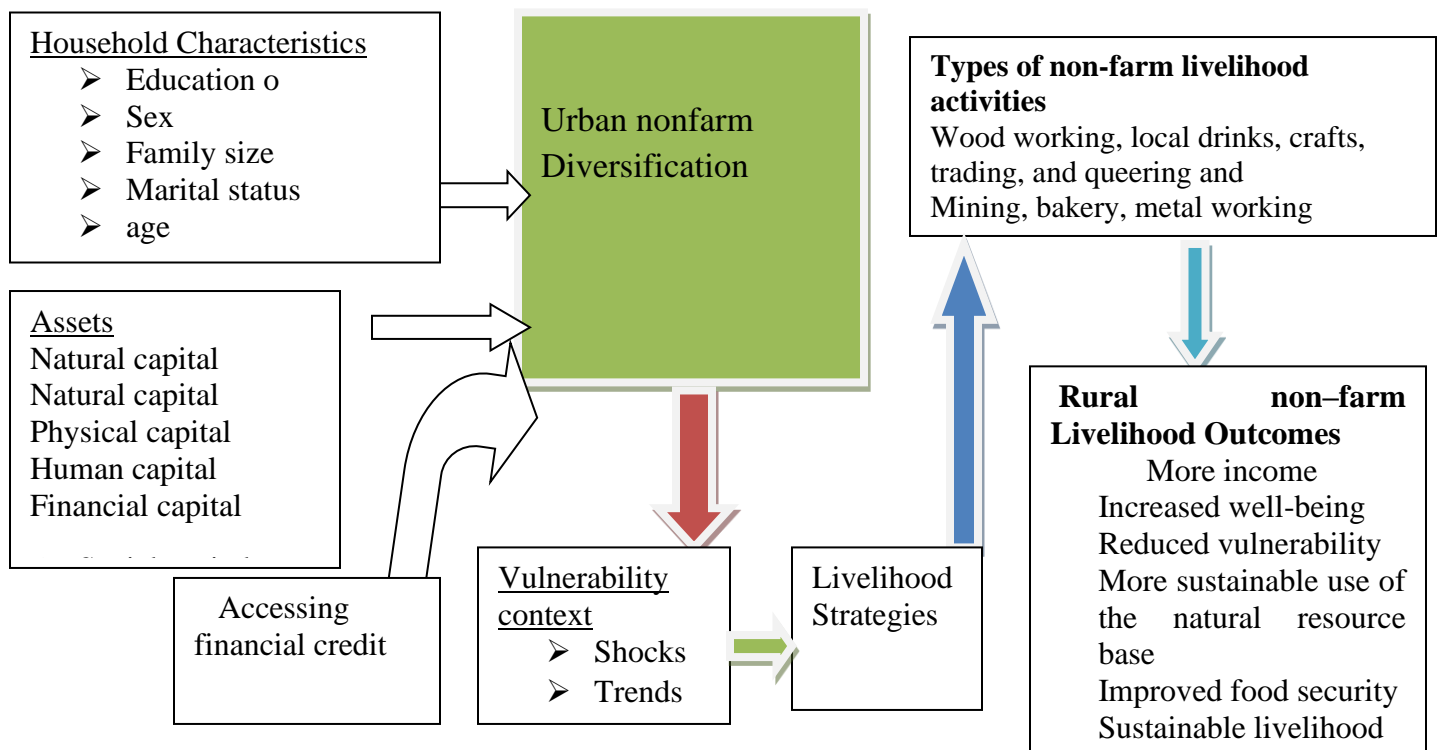 Household Characteristics
➢ Education o
➢ Sex
➢ Family size
➢ Marital status
➢ age
Assets
Natural capital
Natural capital
Physical capital
Human capital
Financial capital
Accessing
financial credit
Urban nonfarm
Diversification
Vulnerability
context
➢ Shocks
➢ Trends
Livelihood
Strategies
Types of non-farm livelihood
activities
Wood working, local drinks, crafts,
trading, and queering and
Mining, bakery, metal working
Rural non–farm
Livelihood Outcomes
More income
Increased well-being
Reduced vulnerability
More sustainable use of
the natural resource
base
Improved food security
Sustainable livelihood